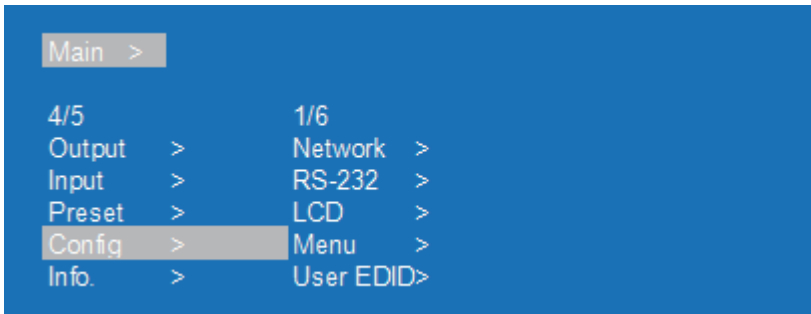 Main >
4/5 1/6
Output > Network >
Input > RS-232 >
Preset > LCD >
Config > Menu >
Info. > User EDID>